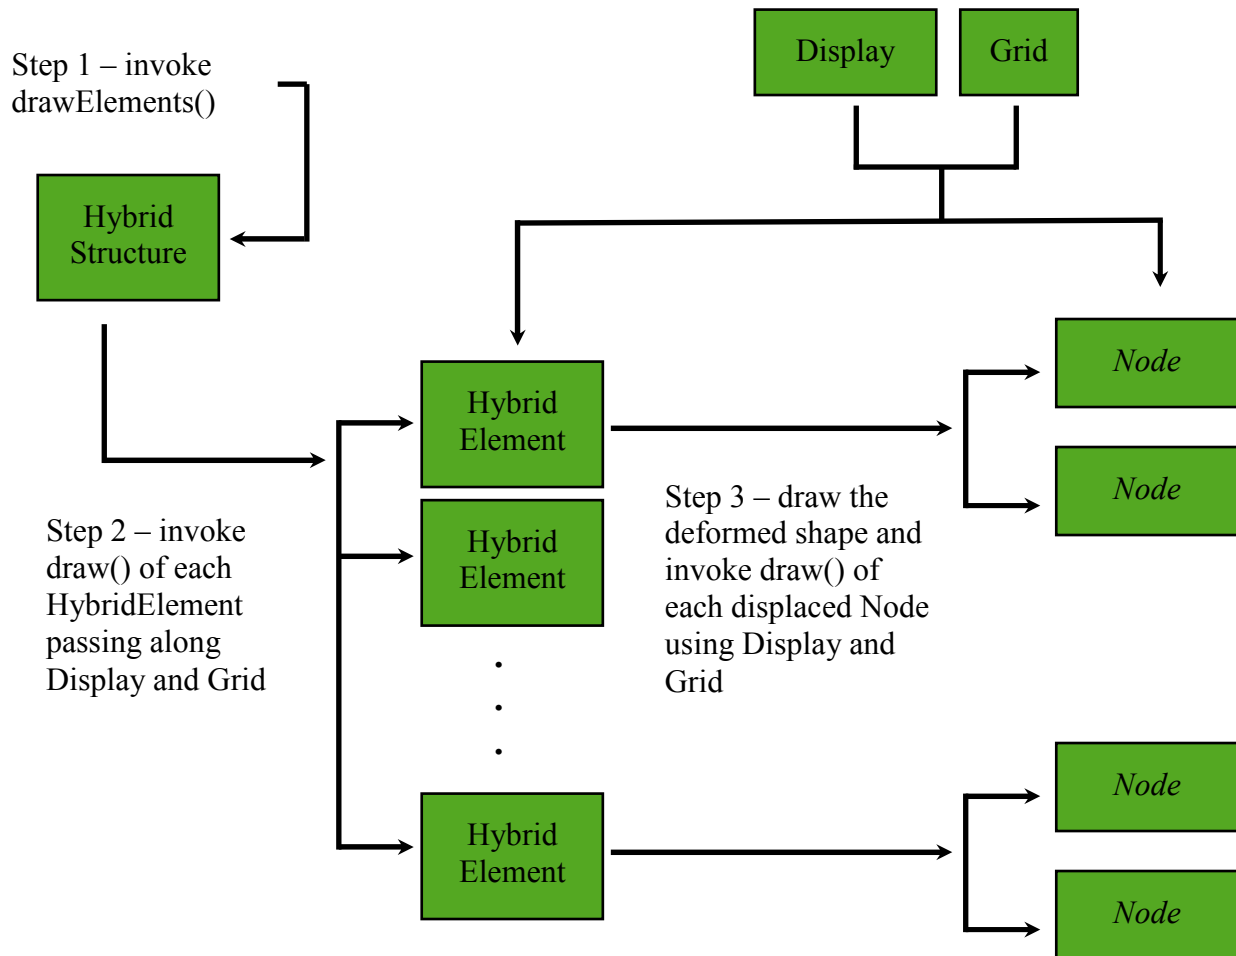 Step 1 – invoke
drawElements()
Display
Grid
Hybrid
Structure
Hybrid
Element
Node
Node
Step 2 – invoke
draw() of each
HybridElement
passing along
Display and Grid
Hybrid
Element
Step 3 – draw the
deformed shape and
invoke draw() of
each displaced Node
using Display and
Grid
Hybrid
Element
Node
Node